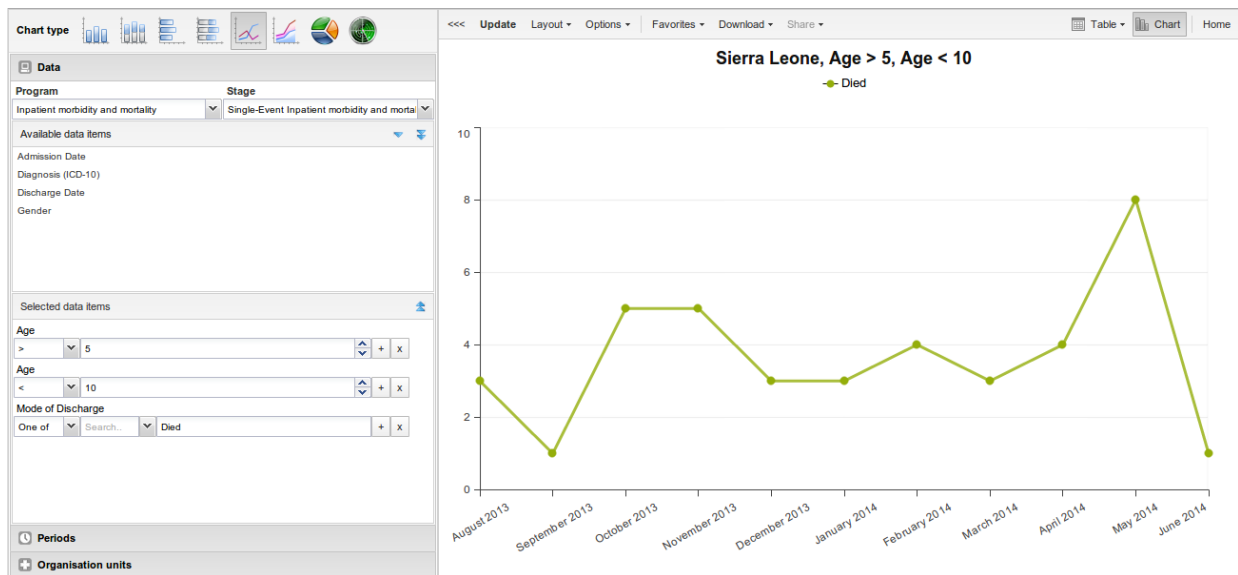 Chart type
Data
Program Stage
Inpatient morbidity and mortality Single-Event Inpatient morbidity and morta
Available data items
Admission Date
Diagnosis (ICD-10)
Discharge Date
Gender
Selected data items
Age
> 5 + x
Age
< 10 + x
Mode of Discharge
One of Search.. Died + x
Periods
Organisation units
<<< Update Layout Options Favorites Download Share Table Chart Home
Sierra Leone, Age > 5, Age < 10
Died
10
8
6
4
2
0
August 2013 September 2013 October 2013 November 2013 December 2013 January 2014 February 2014 March 2014 April 2014 May 2014 June 2014